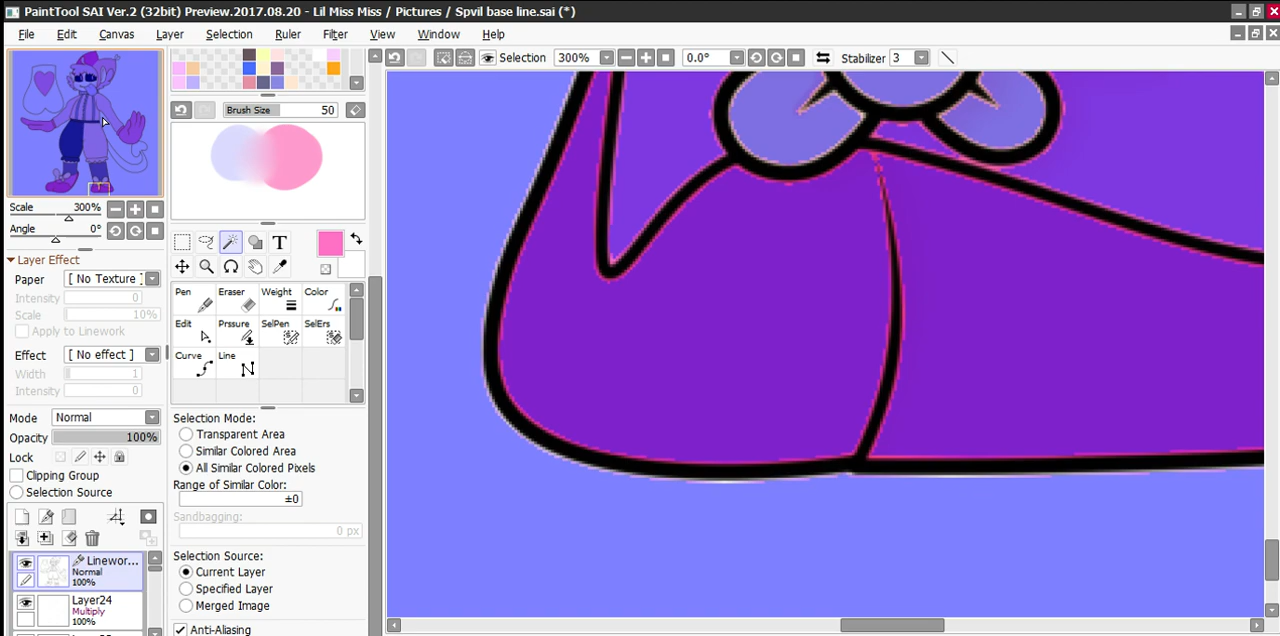 PaintTool SAI Ver.2 (32bit) Preview.2017.08.20 - Lil Miss Miss / Pictures / Spvil base line.sai (*)
File Edit Canvas Layer Selection Ruler Filter View Window Help
Selection 300% 0.0° Stabilizer 3
Brush Size 50
Scale 300%
Angle 0°
Layer Effect
Paper [ No Texture ]
Intensity 0
Scale 10%
Apply to Linework
Effect [ No effect ]
Width 1
Intensity 0
Mode Normal
Opacity 100%
Lock
Clipping Group
Selection Source
Linewor...
Normal
100%
Layer24
Multiply
100%
T
Pen Eraser Weight Color
Edit Prssure SelPen SelErs
Curve Line
Selection Mode:
Transparent Area
Similar Colored Area
All Similar Colored Pixels
Range of Similar Color:
±0
Sandbagging:
0 px
Selection Source:
Current Layer
Specified Layer
Merged Image
Anti-Aliasing